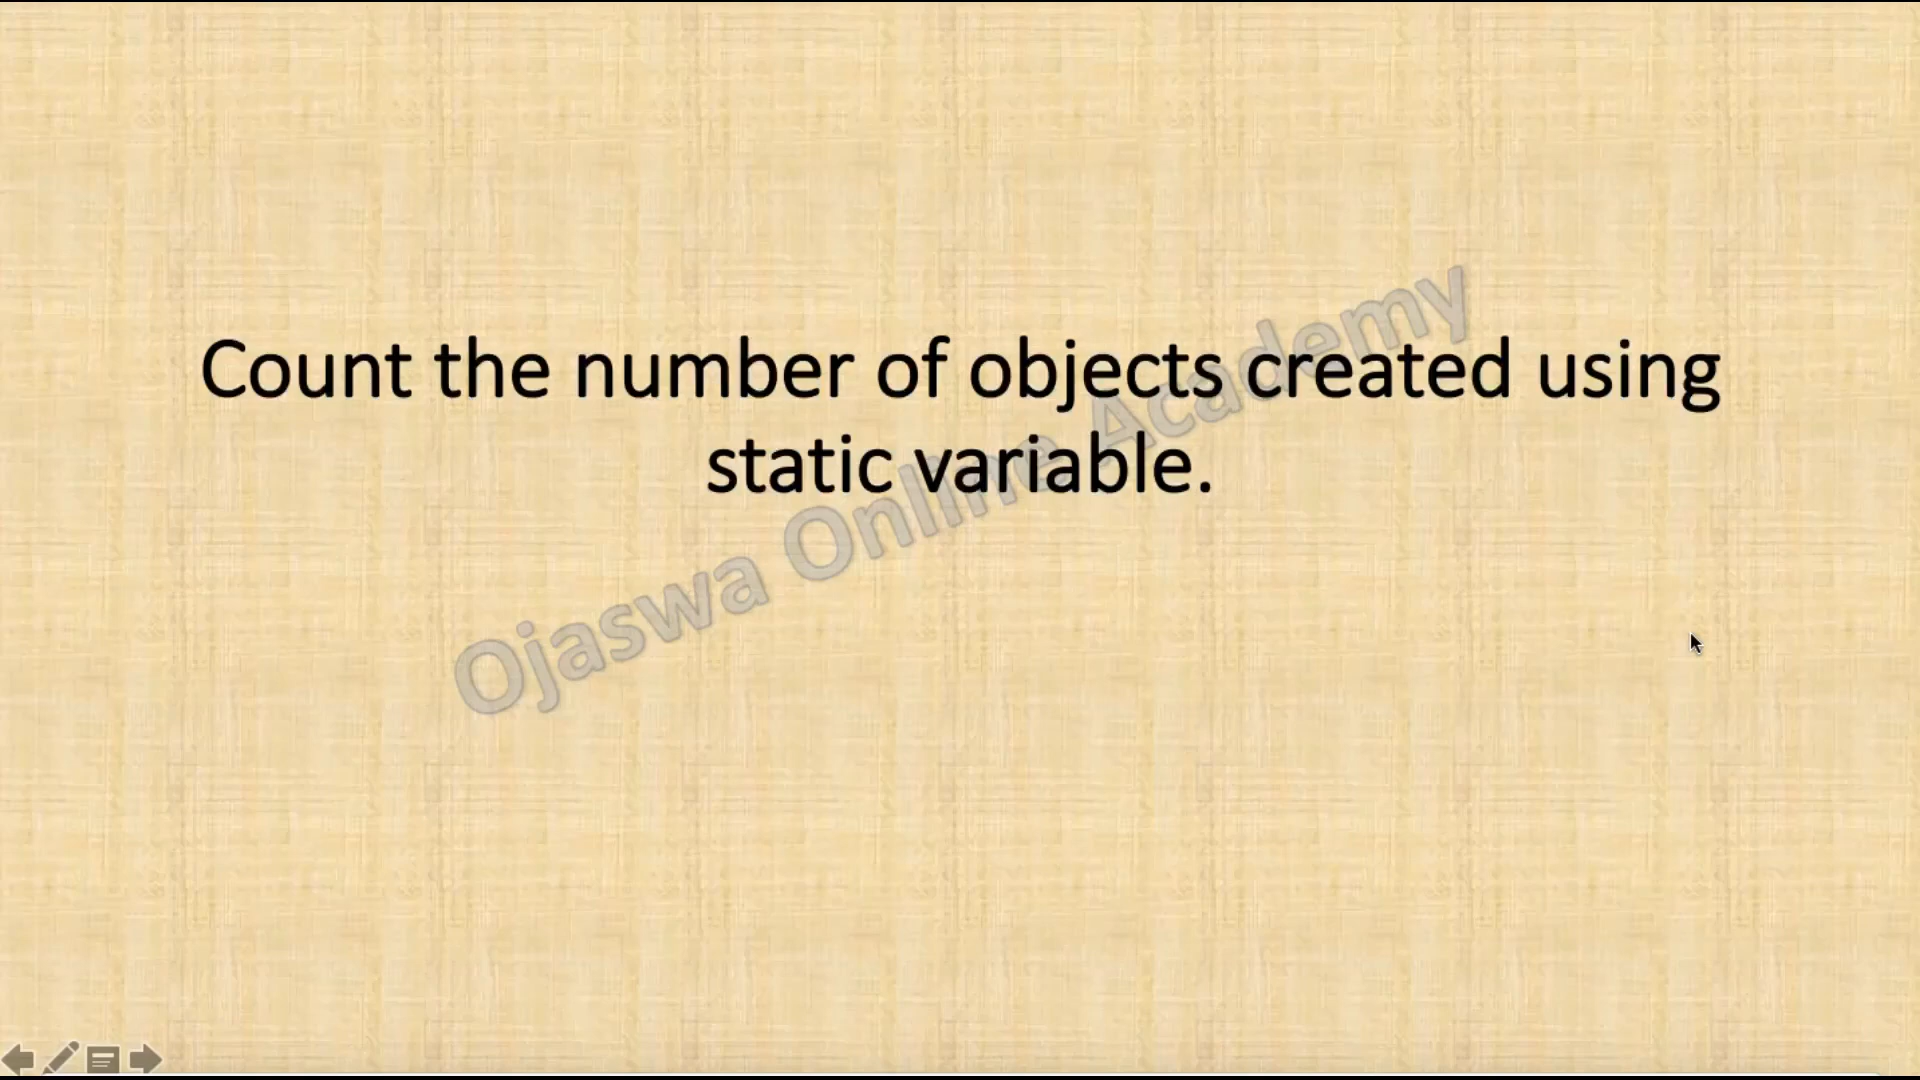 Count the number of objects created using
static variable.
Ojaswa Online Academy